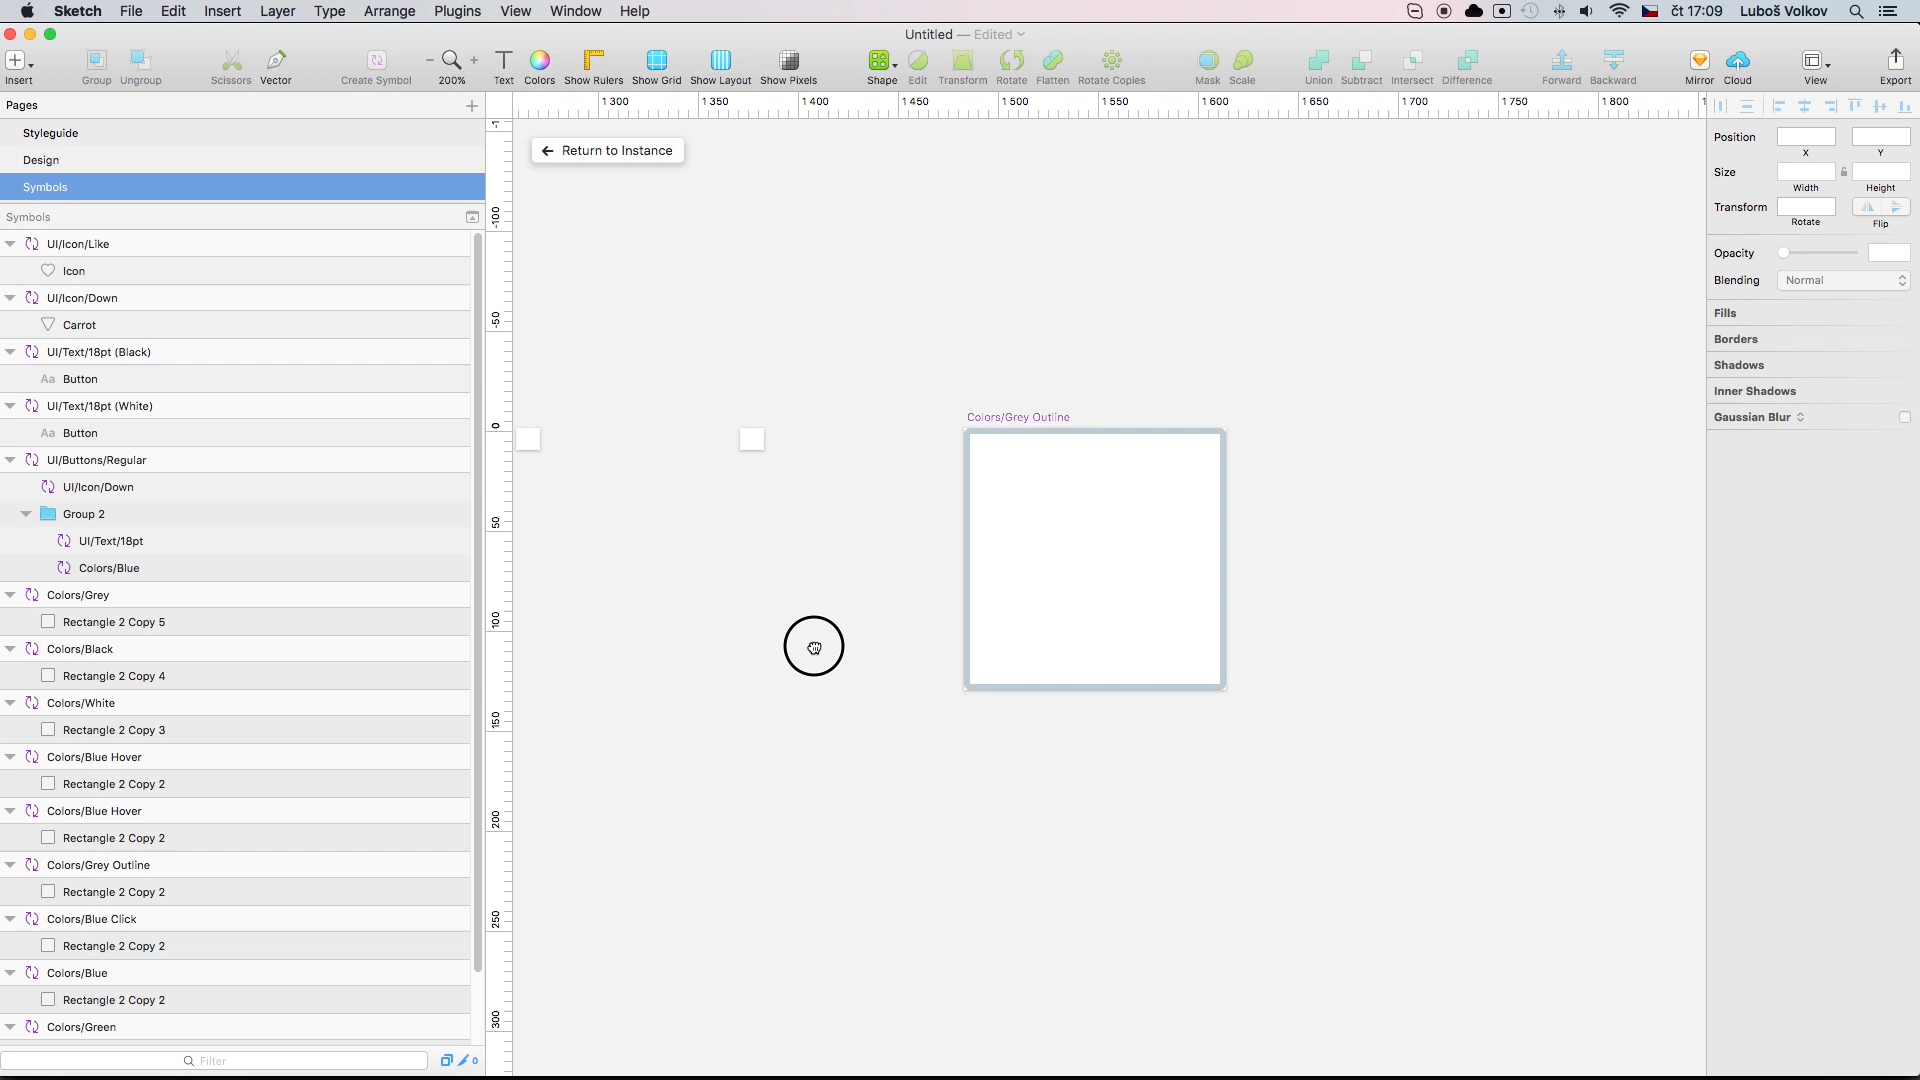 Sketch File Edit Insert Layer Type Arrange Plugins View Window Help čt 17:09 Luboš Volkov
Untitled — Edited
Insert Group Ungroup Scissors Vector Create Symbol 200% Text Colors Show Rulers Show Grid Show Layout Show Pixels Shape Edit Transform Rotate Flatten Rotate Copies Mask Scale Union Subtract Intersect Difference Forward Backward Mirror Cloud View Export
Pages
1 300 1 350 1 400 1 450 1 500 1 550 1 600 1 650 1 700 1 750 1 800
Styleguide
Design
Symbols
Symbols
UI/Icon/Like
Icon
UI/Icon/Down
Carrot
UI/Text/18pt (Black)
Aa Button
UI/Text/18pt (White)
Aa Button
UI/Buttons/Regular
UI/Icon/Down
Group 2
UI/Text/18pt
Colors/Blue
Colors/Grey
Rectangle 2 Copy 5
Colors/Black
Rectangle 2 Copy 4
Colors/White
Rectangle 2 Copy 3
Colors/Blue Hover
Rectangle 2 Copy 2
Colors/Blue Hover
Rectangle 2 Copy 2
Colors/Grey Outline
Rectangle 2 Copy 2
Colors/Blue Click
Rectangle 2 Copy 2
Colors/Blue
Rectangle 2 Copy 2
Colors/Green
Filter
0
-100
-50
0
50
100
150
200
250
300
Return to Instance
Colors/Grey Outline
Position
X Y
Size
Width Height
Transform
Rotate Flip
Opacity
Blending Normal
Fills
Borders
Shadows
Inner Shadows
Gaussian Blur